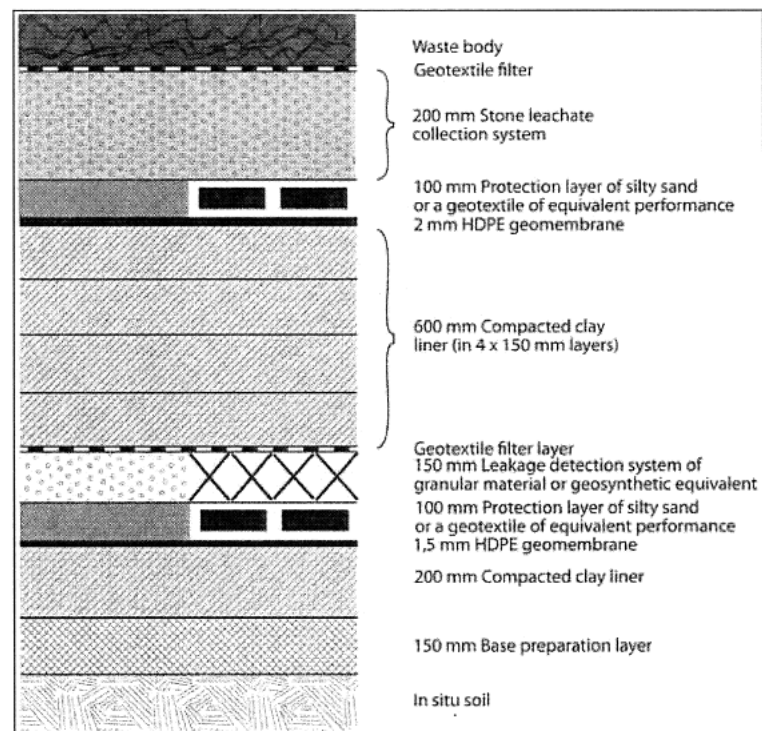 Waste body
Geotextile filter
200 mm Stone leachate
collection system
100 mm Protection layer of silty sand
or a geotextile of equivalent performance
2 mm HDPE geomembrane
600 mm Compacted clay
liner (in 4 x 150 mm layers)
Geotextile filter layer
150 mm Leakage detection system of
granular material or geosynthetic equivalent
100 mm Protection layer of silty sand
or a geotextile of equivalent performance
1,5 mm HDPE geomembrane
200 mm Compacted clay liner
150 mm Base preparation layer
In situ soil